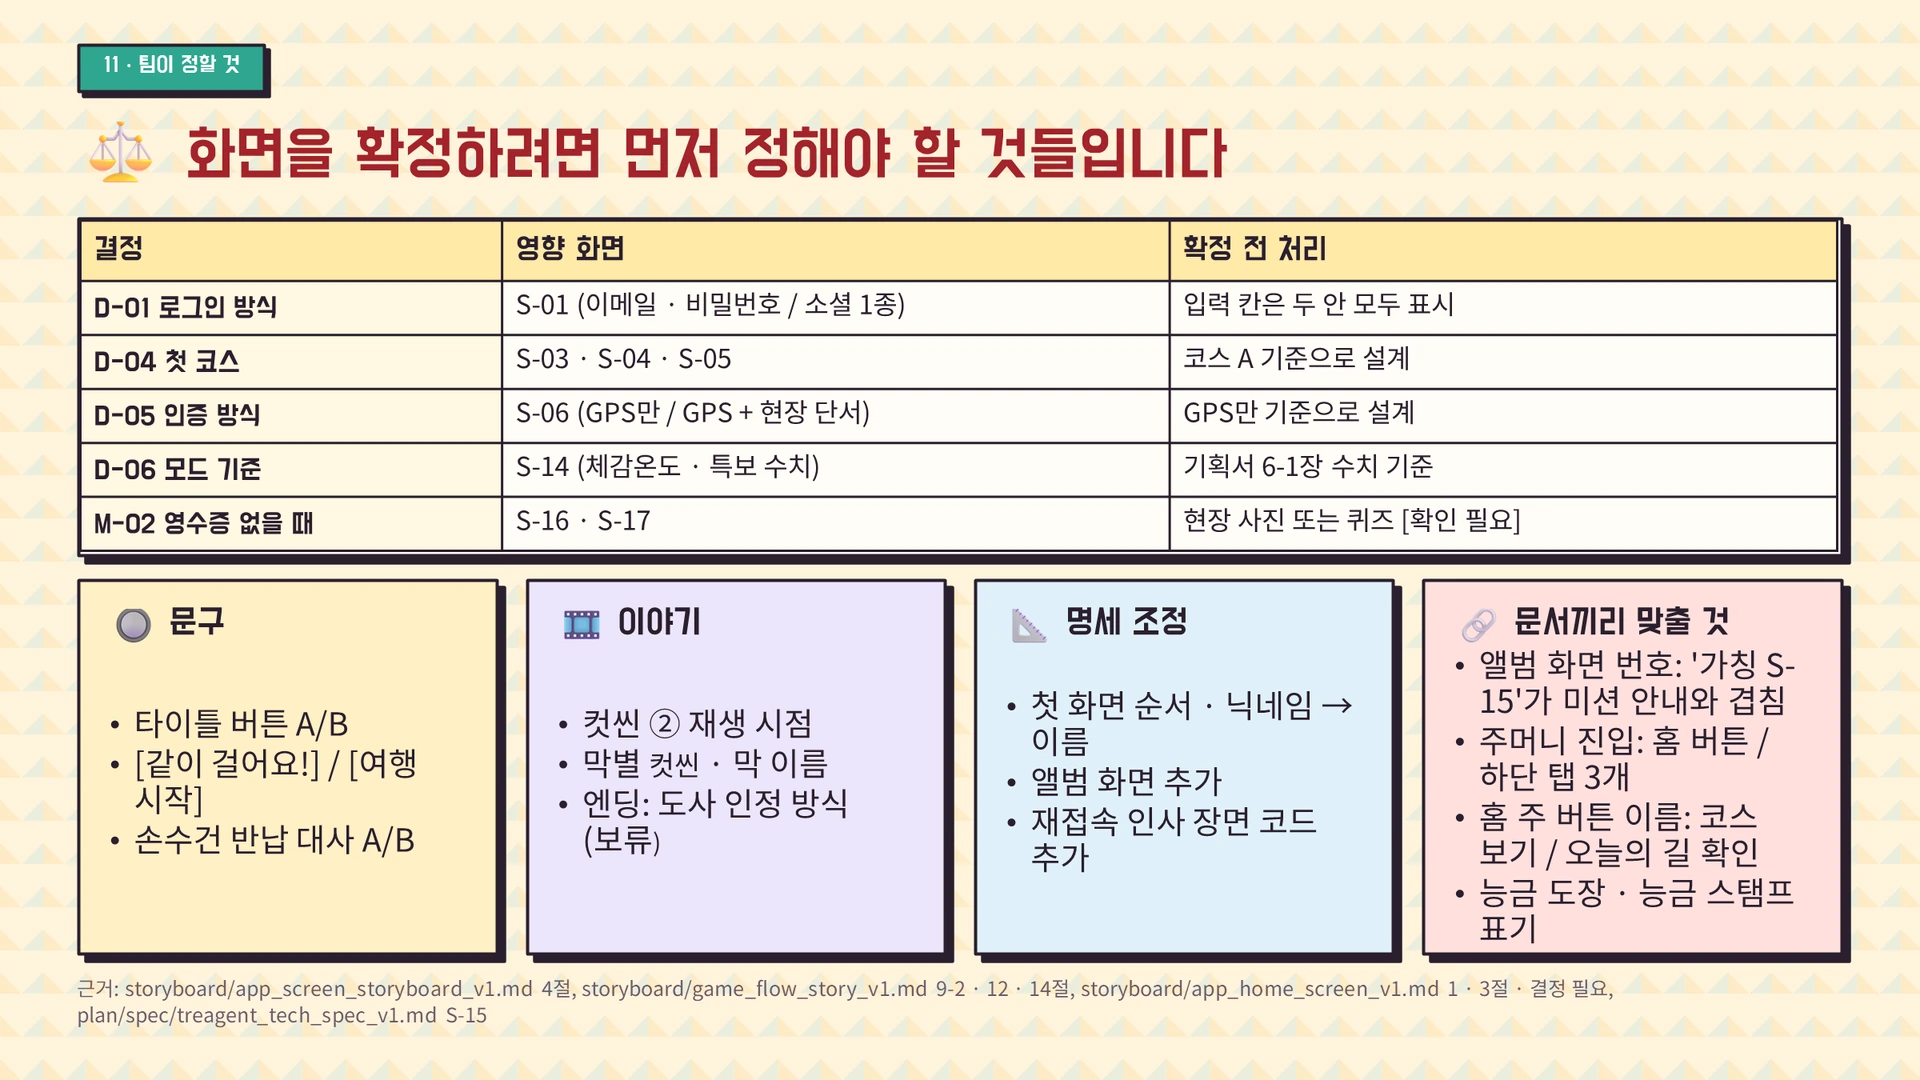 11 · 팀이 정할 것
화면을 확정하려면 먼저 정해야 할 것들입니다
결정 영향 화면 확정 전 처리
D-01 로그인 방식 S-01 (이메일 · 비밀번호 / 소셜 1종) 입력 칸은 두 안 모두 표시
D-04 첫 코스 S-03 · S-04 · S-05 코스 A 기준으로 설계
D-05 인증 방식 S-06 (GPS만 / GPS + 현장 단서) GPS만 기준으로 설계
D-06 모드 기준 S-14 (체감온도 · 특보 수치) 기획서 6-1장 수치 기준
M-02 영수증 없을 때 S-16 · S-17 현장 사진 또는 퀴즈 [확인 필요]
문구
• 타이틀 버튼 A/B
• [같이 걸어요!] / [여행
시작]
• 손수건 반납 대사 A/B
이야기
• 컷씬 ② 재생 시점
• 막별 컷씬 · 막 이름
• 엔딩: 도사 인정 방식
(보류)
명세 조정
• 첫 화면 순서 · 닉네임 →
이름
• 앨범 화면 추가
• 재접속 인사 장면 코드
추가
문서끼리 맞출 것
• 앨범 화면 번호: '가칭 S-
15'가 미션 안내와 겹침
• 주머니 진입: 홈 버튼 /
하단 탭 3개
• 홈 주 버튼 이름: 코스
보기 / 오늘의 길 확인
• 능금 도장 · 능금 스탬프
표기
근거: storyboard/app_screen_storyboard_v1.md 4절, storyboard/game_flow_story_v1.md 9-2 · 12 · 14절, storyboard/app_home_screen_v1.md 1 · 3절 · 결정 필요,
plan/spec/treagent_tech_spec_v1.md S-15